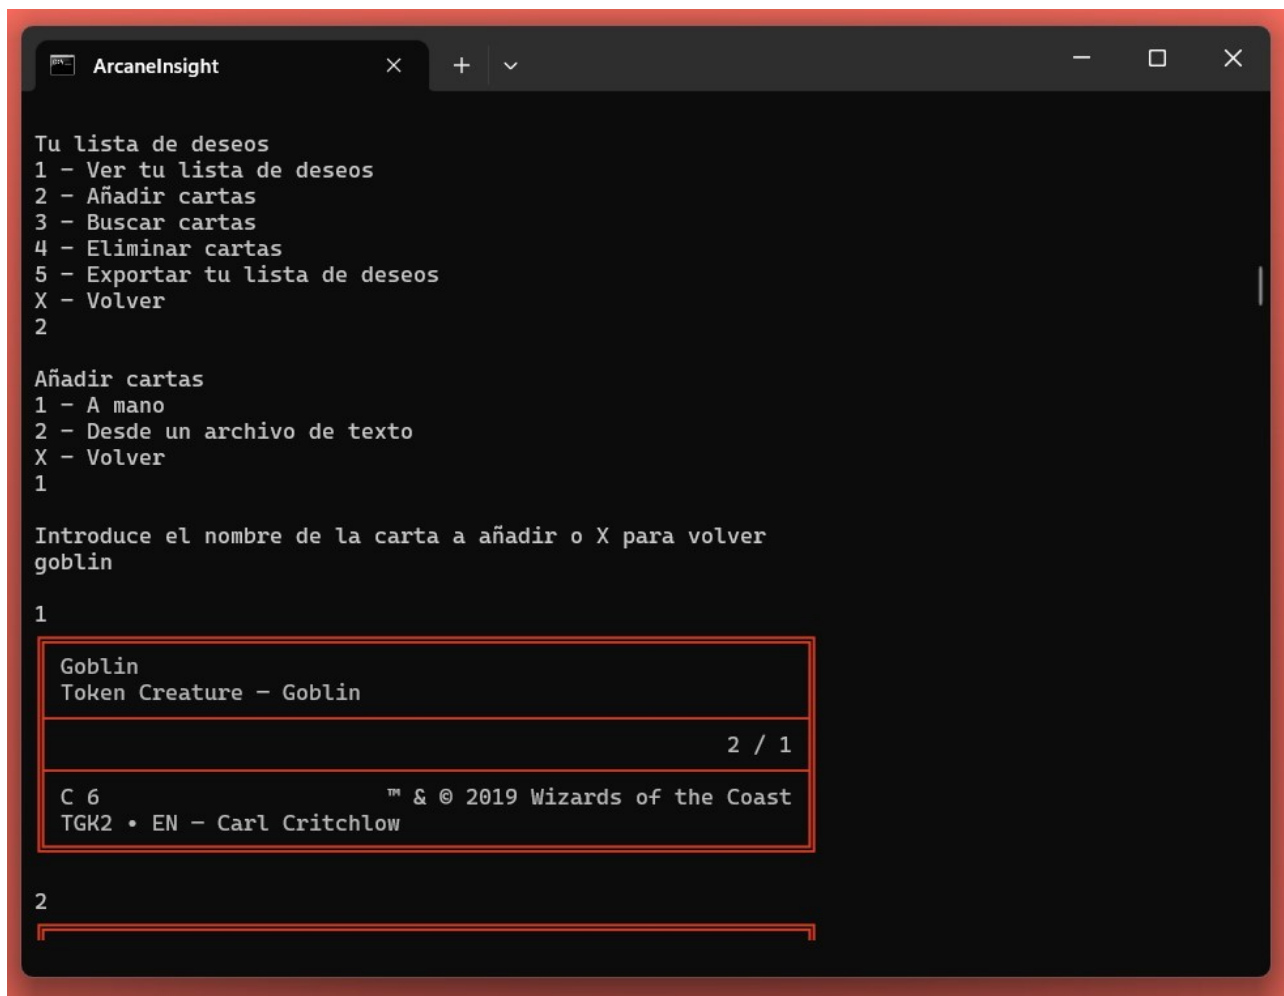 ArcaneInsight
Tu lista de deseos
1 – Ver tu lista de deseos
2 – Añadir cartas
3 – Buscar cartas
4 – Eliminar cartas
5 – Exportar tu lista de deseos
X – Volver
2
Añadir cartas
1 – A mano
2 – Desde un archivo de texto
X – Volver
1
Introduce el nombre de la carta a añadir o X para volver
goblin
1
Goblin
Token Creature — Goblin
2 / 1
C 6 ™ & © 2019 Wizards of the Coast
TGK2 • EN — Carl Critchlow
2